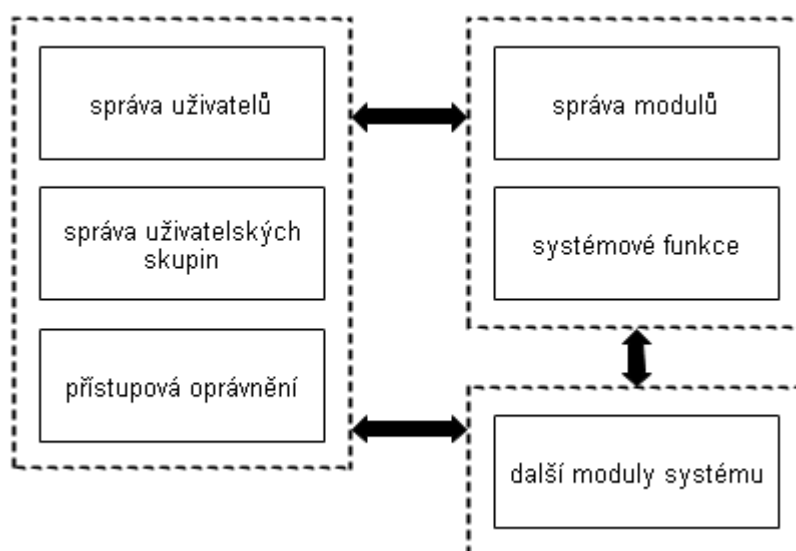 správa uživatelů
správa uživatelských
skupin
přístupová oprávnění
správa modulů
systémové funkce
další moduly systému